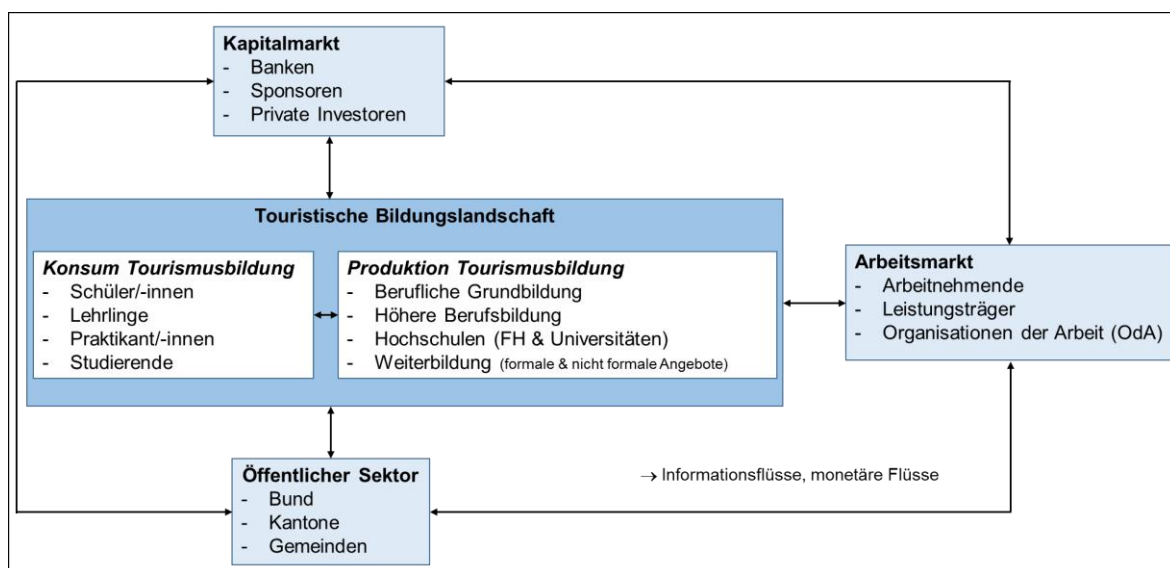 Kapitalmarkt
- Banken
- Sponsoren
- Private Investoren
Touristische Bildungslandschaft
Konsum Tourismusbildung
- Schüler/-innen
- Lehrlinge
- Praktikant/-innen
- Studierende
Produktion Tourismusbildung
- Berufliche Grundbildung
- Höhere Berufsbildung
- Hochschulen (FH & Universitäten)
- Weiterbildung (formale & nicht formale Angebote)
Arbeitsmarkt
- Arbeitnehmende
- Leistungsträger
- Organisationen der Arbeit (OdA)
Öffentlicher Sektor
- Bund
- Kantone
- Gemeinden
→ Informationsflüsse, monetäre Flüsse